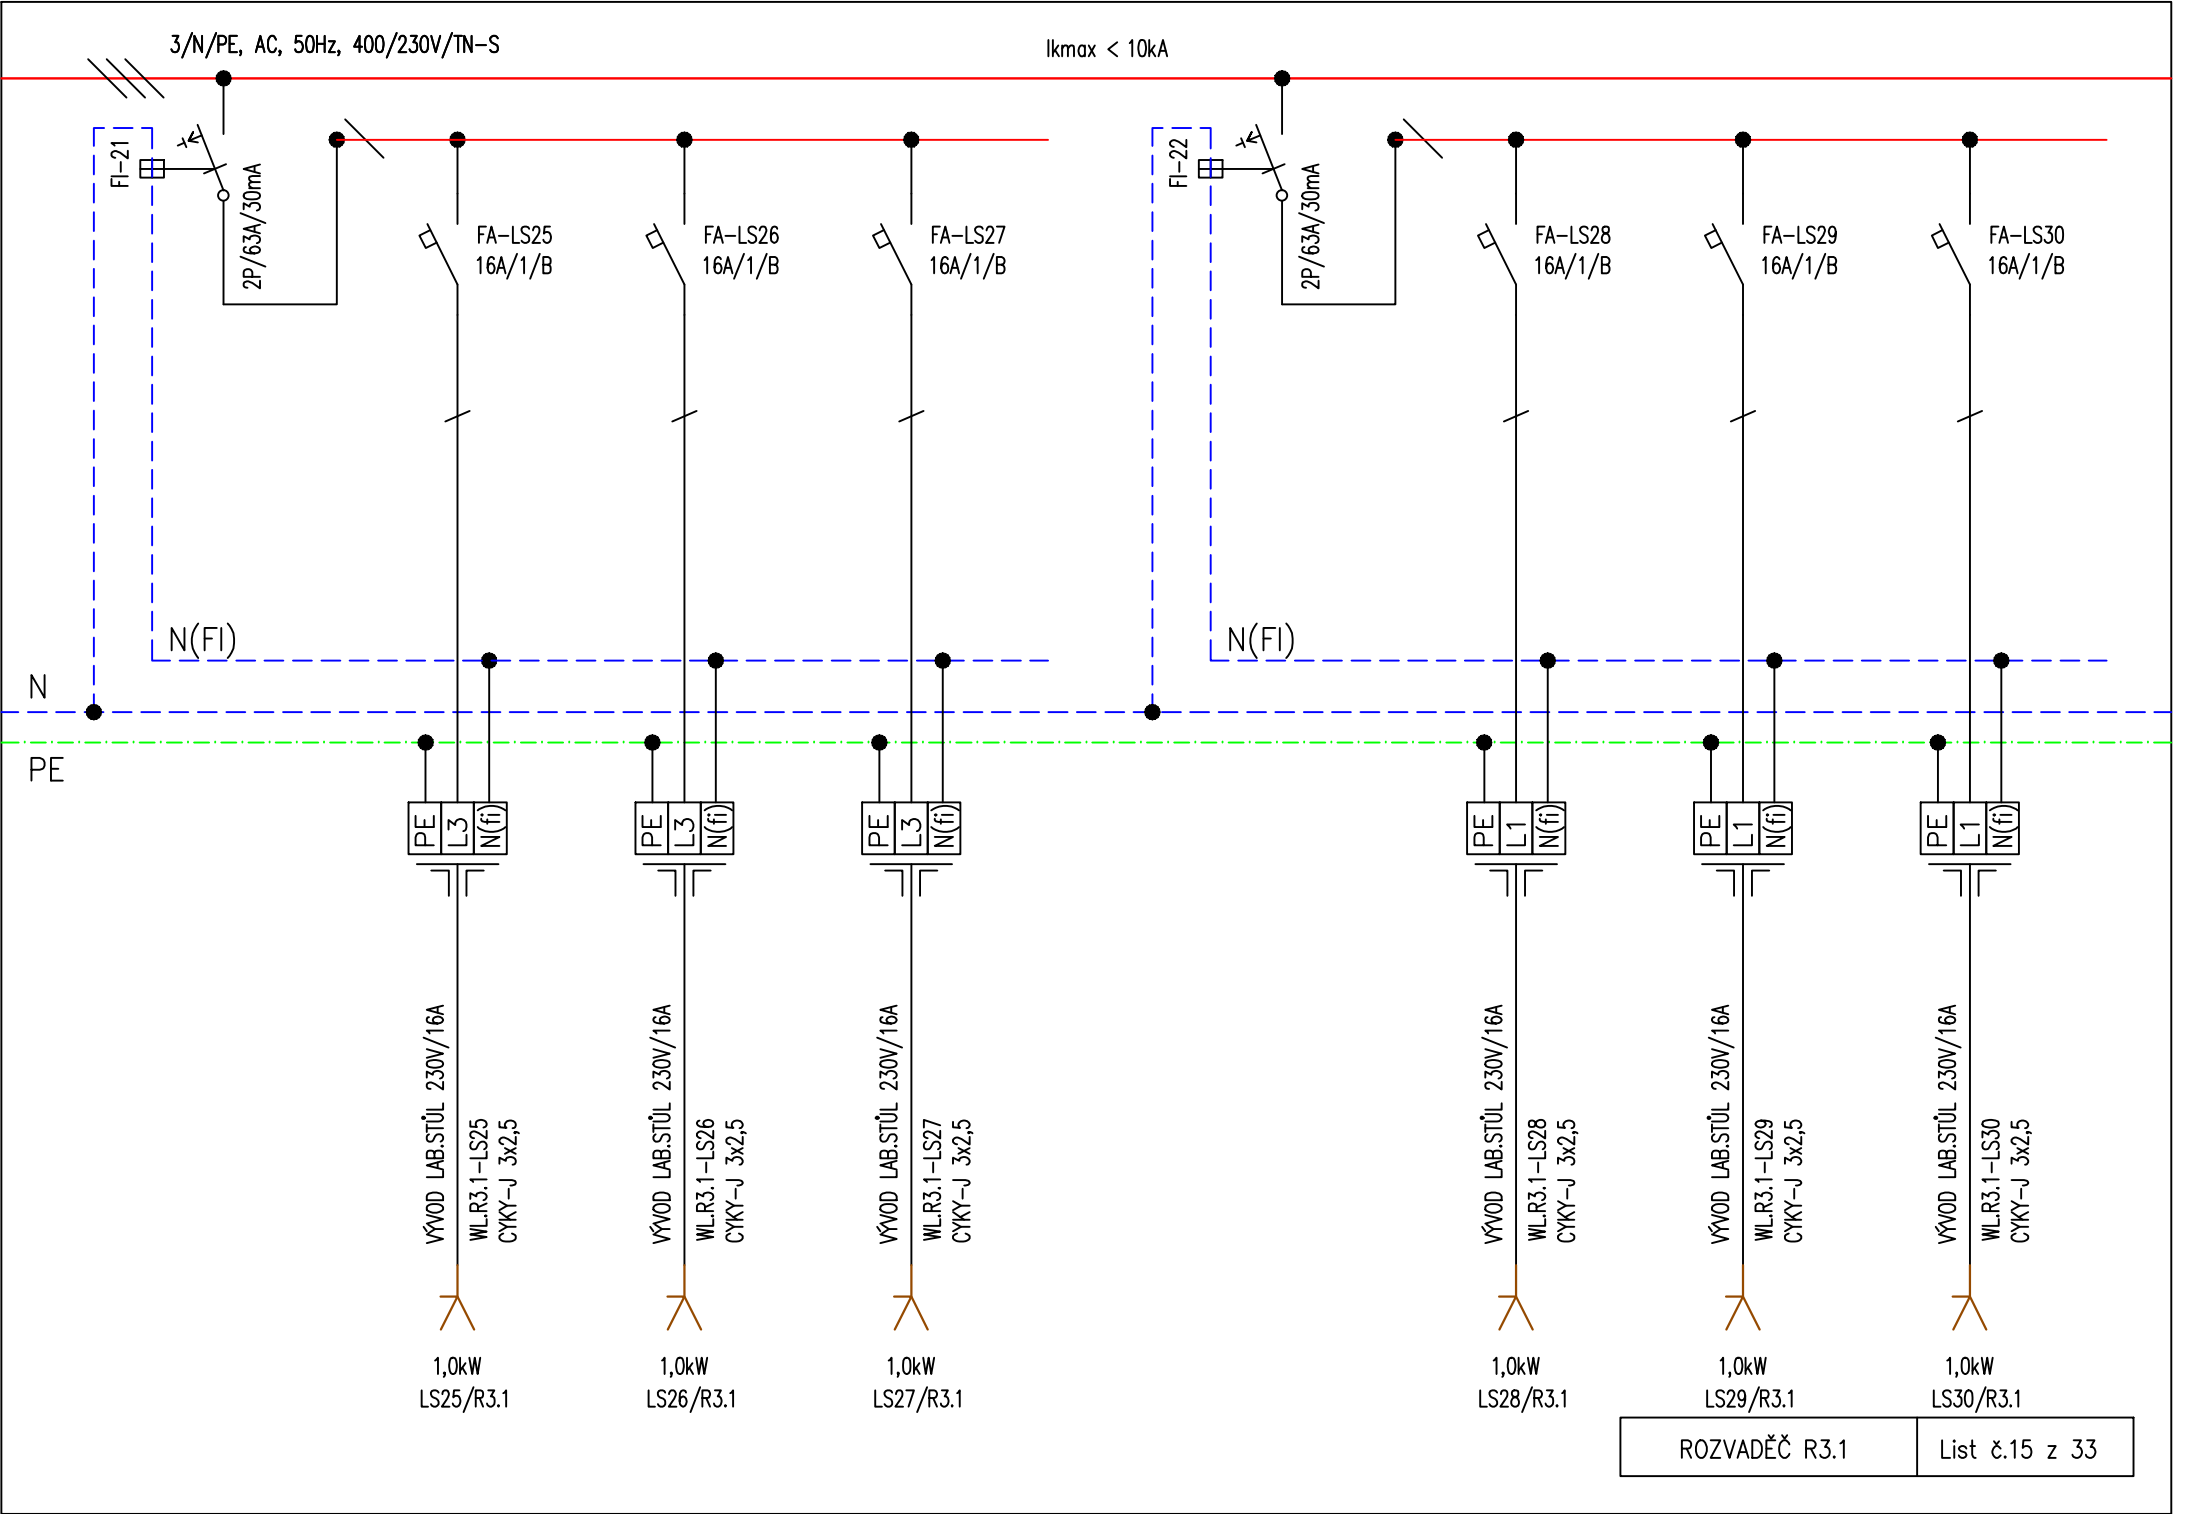 3/N/PE, AC, 50Hz, 400/230V/TN-S
Ikmax < 10kA
FI-21
2P/63A/30mA
FA-LS25
16A/1/B
FA-LS26
16A/1/B
FA-LS27
16A/1/B
FI-22
2P/63A/30mA
FA-LS28
16A/1/B
FA-LS29
16A/1/B
FA-LS30
16A/1/B
N(FI)
N(FI)
N
PE
PE L3 N(fi)
PE L3 N(fi)
PE L3 N(fi)
PE L1 N(fi)
PE L1 N(fi)
PE L1 N(fi)
VÝVOD LAB.STŮL 230V/16A
WL.R3.1-LS25
CYKY-J 3x2,5
VÝVOD LAB.STŮL 230V/16A
WL.R3.1-LS26
CYKY-J 3x2,5
VÝVOD LAB.STŮL 230V/16A
WL.R3.1-LS27
CYKY-J 3x2,5
VÝVOD LAB.STŮL 230V/16A
WL.R3.1-LS28
CYKY-J 3x2,5
VÝVOD LAB.STŮL 230V/16A
WL.R3.1-LS29
CYKY-J 3x2,5
VÝVOD LAB.STŮL 230V/16A
WL.R3.1-LS30
CYKY-J 3x2,5
1,0kW
LS25/R3.1
1,0kW
LS26/R3.1
1,0kW
LS27/R3.1
1,0kW
LS28/R3.1
1,0kW
LS29/R3.1
1,0kW
LS30/R3.1
ROZVADĚČ R3.1
List č.15 z 33